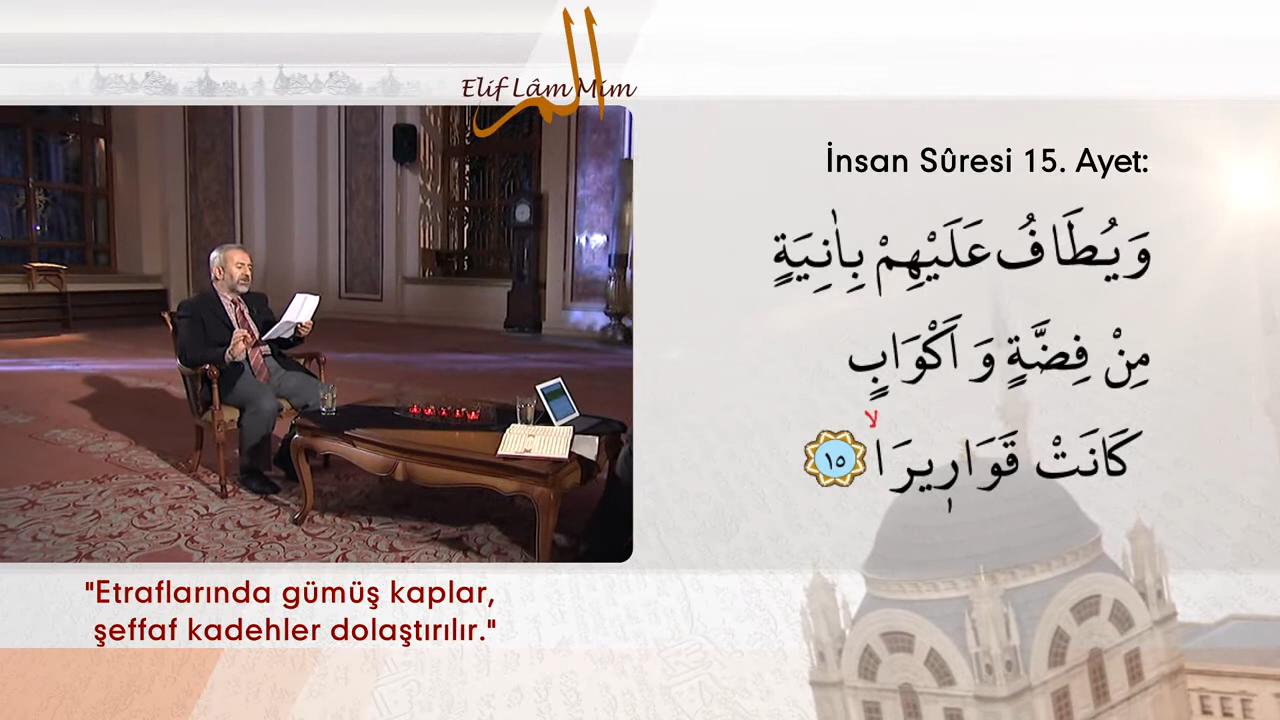 الم
Elif Lâm Mim
İnsan Sûresi 15. Ayet:
وَيُطَافُ عَلَيْهِمْ بِاٰنِيَةٍ
مِنْ فِضَّةٍ وَ اَكْوَابٍ
كَانَتْ قَوَار۪يرَاۙ ١٥
"Etraflarında gümüş kaplar,
şeffaf kadehler dolaştırılır."